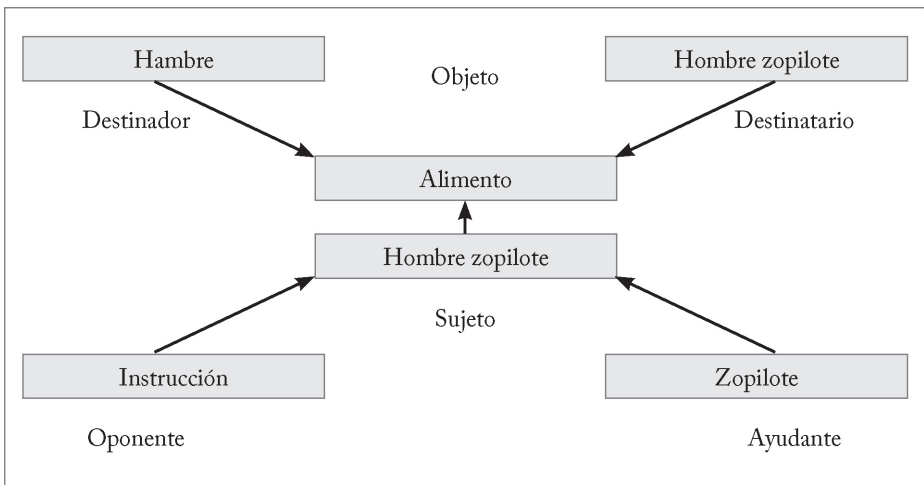 Hambre
Objeto
Hombre zopilote
Destinador
Destinatario
Alimento
Hombre zopilote
Sujeto
Instrucción
Zopilote
Oponente
Ayudante